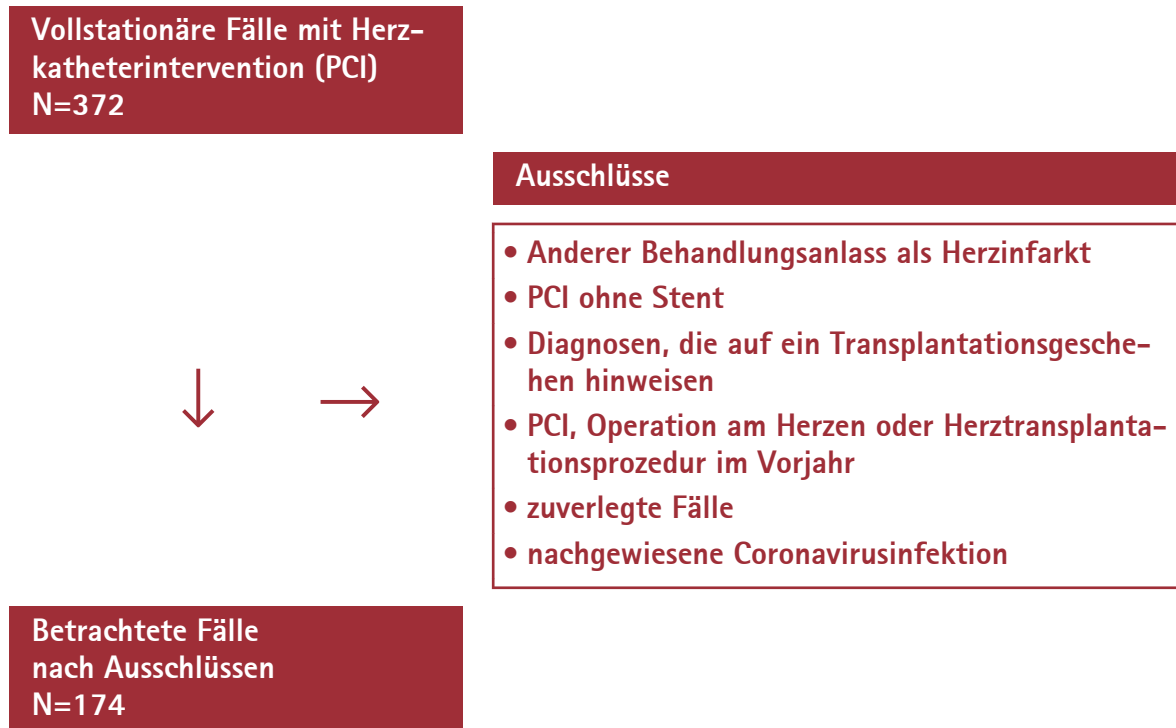 Vollstationäre Fälle mit Herz-
katheterintervention (PCI)
N=372
Ausschlüsse
• Anderer Behandlungsanlass als Herzinfarkt
• PCI ohne Stent
• Diagnosen, die auf ein Transplantationsgesche-
hen hinweisen
• PCI, Operation am Herzen oder Herztransplanta-
tionsprozedur im Vorjahr
• zuverlegte Fälle
• nachgewiesene Coronavirusinfektion
Betrachtete Fälle
nach Ausschlüssen
N=174